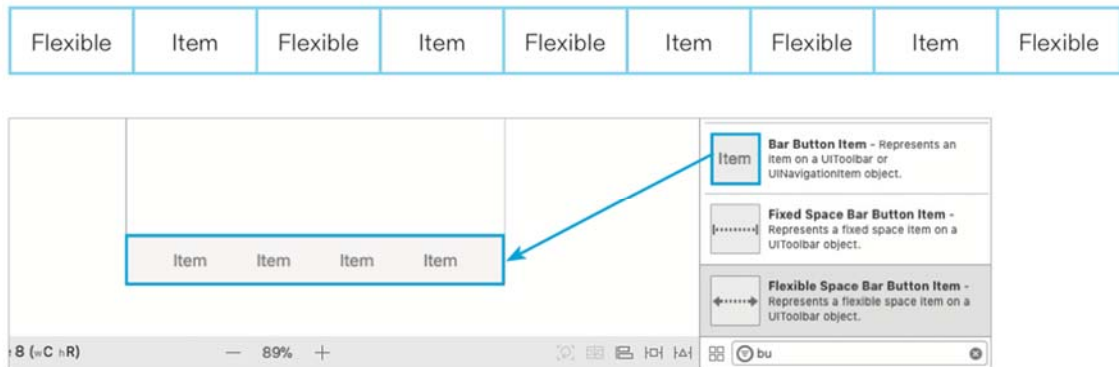 Flexible Item Flexible Item Flexible Item Flexible Item Flexible
Item
Bar Button Item - Represents an
item on a UIToolbar or
UINavigationItem object.
Fixed Space Bar Button Item -
Represents a fixed space item on a
UIToolbar object.
Item Item Item Item
Flexible Space Bar Button Item -
Represents a flexible space item on a
UIToolbar object.
8 (wC hR) — 89% + bu